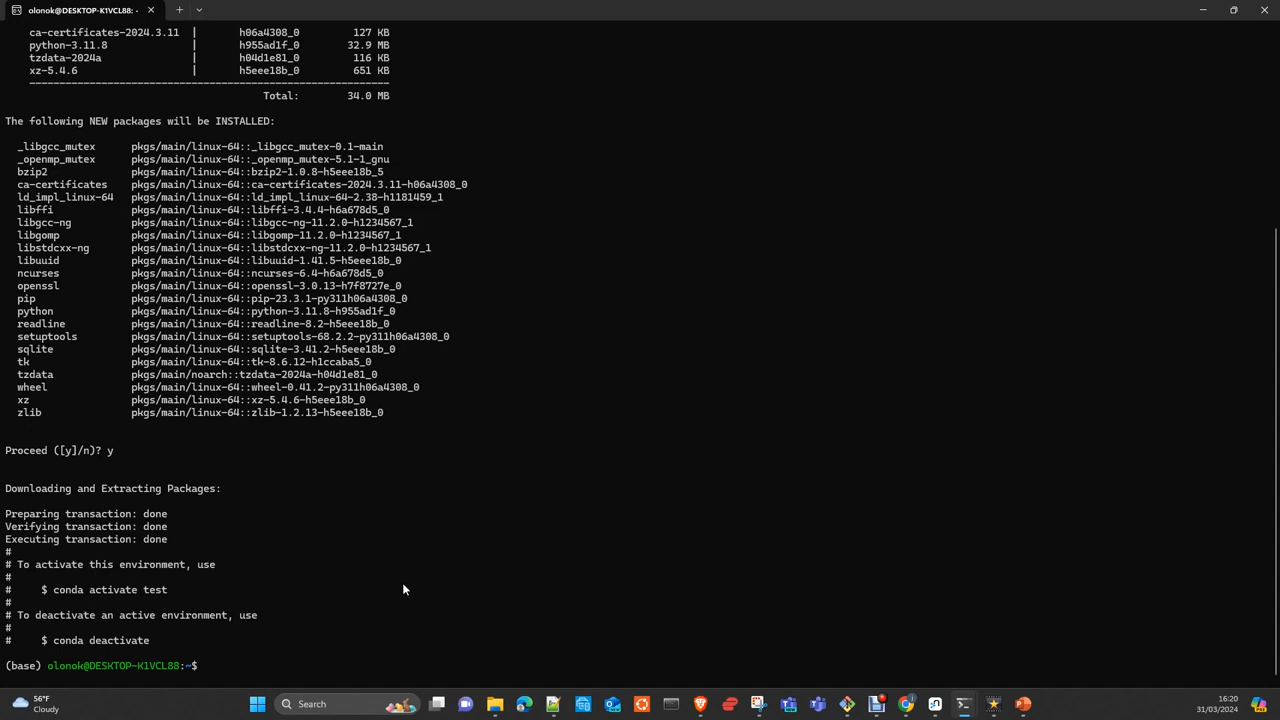 olonok@DESKTOP-K1VCL88: ~
ca-certificates-2024.3.11 | h06a4308_0 127 KB
python-3.11.8 | h955ad1f_0 32.9 MB
tzdata-2024a | h04d1e81_0 116 KB
xz-5.4.6 | h5eee18b_0 651 KB
------------------------------------------------------------
Total: 34.0 MB
The following NEW packages will be INSTALLED:
_libgcc_mutex pkgs/main/linux-64::_libgcc_mutex-0.1-main
_openmp_mutex pkgs/main/linux-64::_openmp_mutex-5.1-1_gnu
bzip2 pkgs/main/linux-64::bzip2-1.0.8-h5eee18b_5
ca-certificates pkgs/main/linux-64::ca-certificates-2024.3.11-h06a4308_0
ld_impl_linux-64 pkgs/main/linux-64::ld_impl_linux-64-2.38-h1181459_1
libffi pkgs/main/linux-64::libffi-3.4.4-h6a678d5_0
libgcc-ng pkgs/main/linux-64::libgcc-ng-11.2.0-h1234567_1
libgomp pkgs/main/linux-64::libgomp-11.2.0-h1234567_1
libstdcxx-ng pkgs/main/linux-64::libstdcxx-ng-11.2.0-h1234567_1
libuuid pkgs/main/linux-64::libuuid-1.41.5-h5eee18b_0
ncurses pkgs/main/linux-64::ncurses-6.4-h6a678d5_0
openssl pkgs/main/linux-64::openssl-3.0.13-h7f8727e_0
pip pkgs/main/linux-64::pip-23.3.1-py311h06a4308_0
python pkgs/main/linux-64::python-3.11.8-h955ad1f_0
readline pkgs/main/linux-64::readline-8.2-h5eee18b_0
setuptools pkgs/main/linux-64::setuptools-68.2.2-py311h06a4308_0
sqlite pkgs/main/linux-64::sqlite-3.41.2-h5eee18b_0
tk pkgs/main/linux-64::tk-8.6.12-h1ccaba5_0
tzdata pkgs/main/noarch::tzdata-2024a-h04d1e81_0
wheel pkgs/main/linux-64::wheel-0.41.2-py311h06a4308_0
xz pkgs/main/linux-64::xz-5.4.6-h5eee18b_0
zlib pkgs/main/linux-64::zlib-1.2.13-h5eee18b_0
Proceed ([y]/n)? y
Downloading and Extracting Packages:
Preparing transaction: done
Verifying transaction: done
Executing transaction: done
#
# To activate this environment, use
#
# $ conda activate test
#
# To deactivate an active environment, use
#
# $ conda deactivate
(base) olonok@DESKTOP-K1VCL88:~$
56°F
Cloudy
Search
16:20
31/03/2024